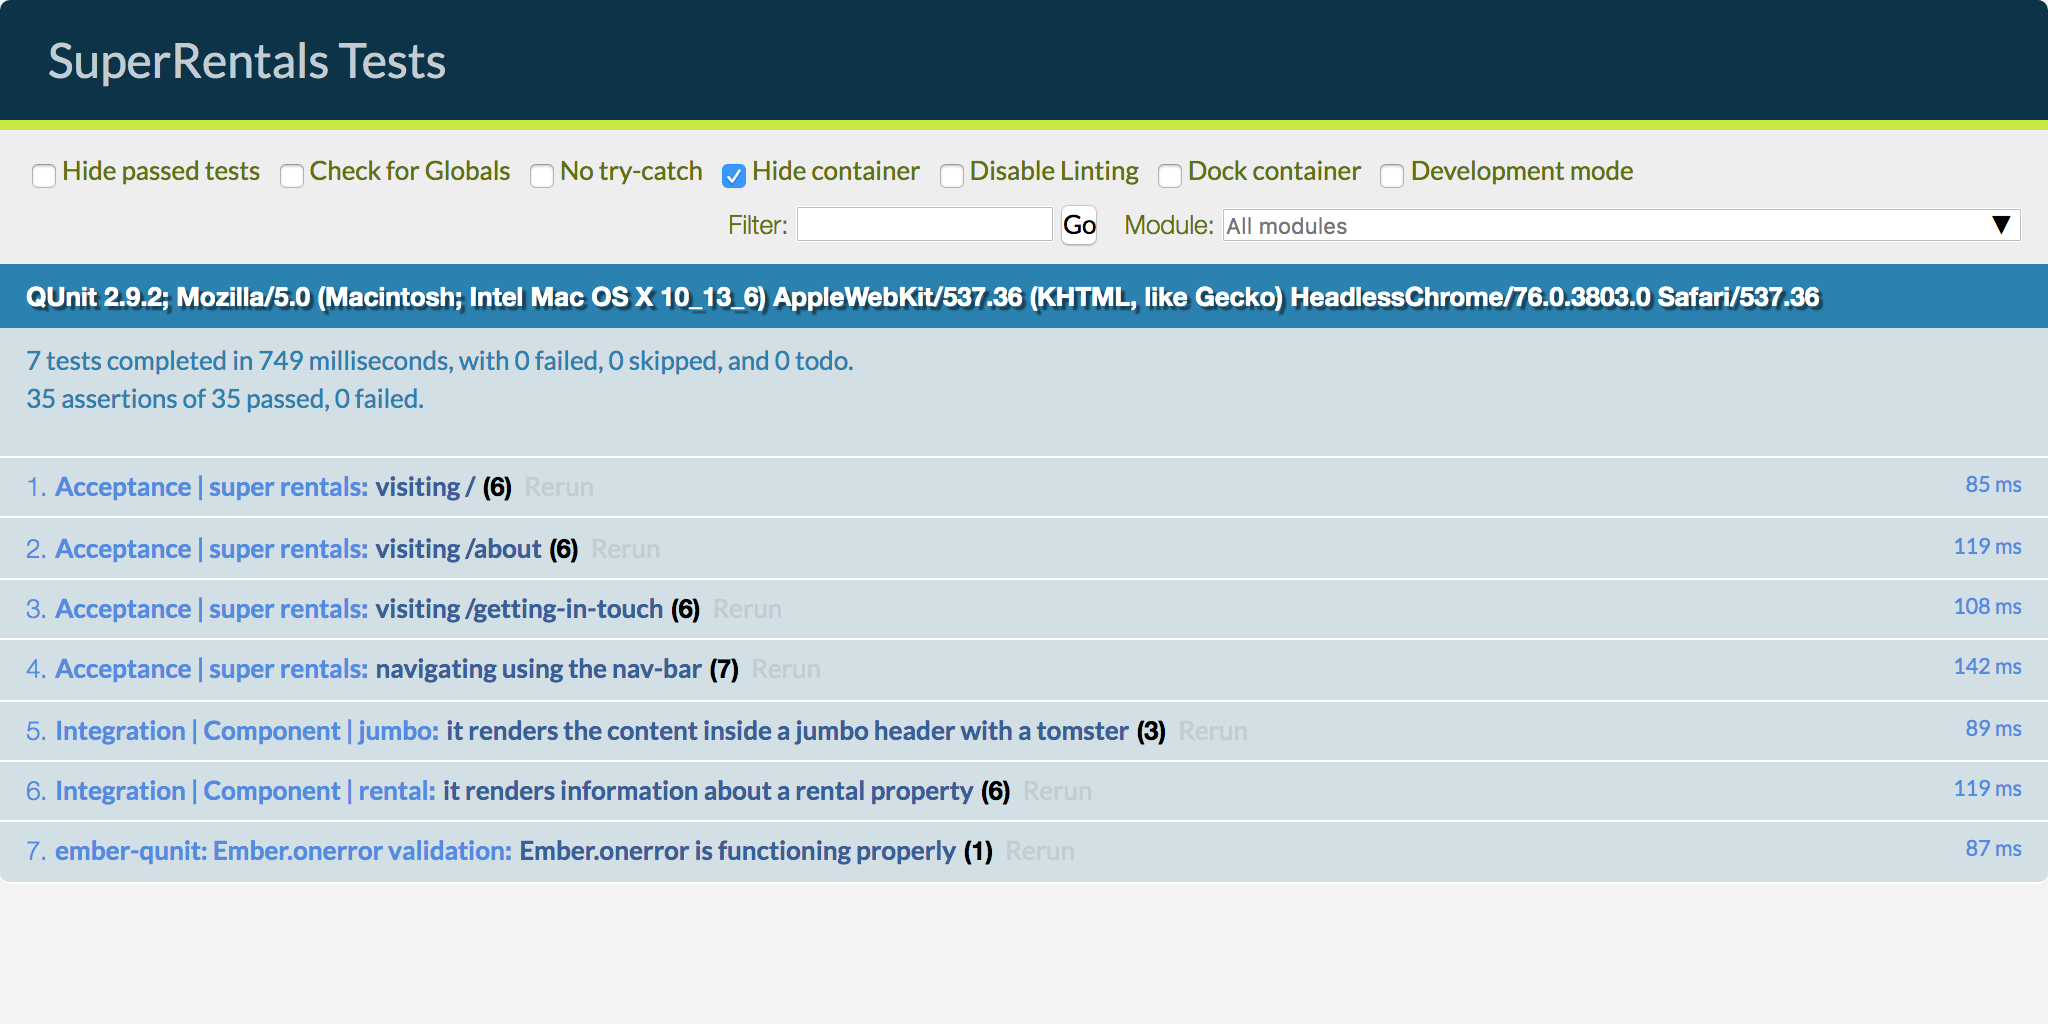 SuperRentals Tests
Hide passed tests Check for Globals No try-catch Hide container Disable Linting Dock container Development mode
Filter: Go Module: All modules ▼
QUnit 2.9.2; Mozilla/5.0 (Macintosh; Intel Mac OS X 10_13_6) AppleWebKit/537.36 (KHTML, like Gecko) HeadlessChrome/76.0.3803.0 Safari/537.36
7 tests completed in 749 milliseconds, with 0 failed, 0 skipped, and 0 todo.
35 assertions of 35 passed, 0 failed.
1. Acceptance | super rentals: visiting / (6) Rerun 85 ms
2. Acceptance | super rentals: visiting /about (6) Rerun 119 ms
3. Acceptance | super rentals: visiting /getting-in-touch (6) Rerun 108 ms
4. Acceptance | super rentals: navigating using the nav-bar (7) Rerun 142 ms
5. Integration | Component | jumbo: it renders the content inside a jumbo header with a tomster (3) Rerun 89 ms
6. Integration | Component | rental: it renders information about a rental property (6) Rerun 119 ms
7. ember-qunit: Ember.onerror validation: Ember.onerror is functioning properly (1) Rerun 87 ms